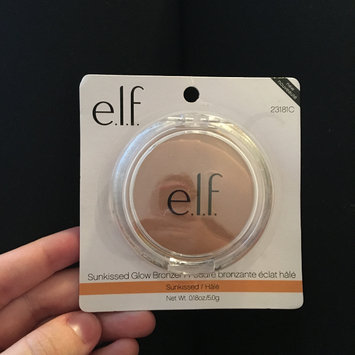 e.l.f.
23181C
e.l.f.
Sunkissed Glow Bronzer / Poudre bronzante éclat hâlé
Sunkissed / Hâlé
Net Wt. 0.18oz/5.0g